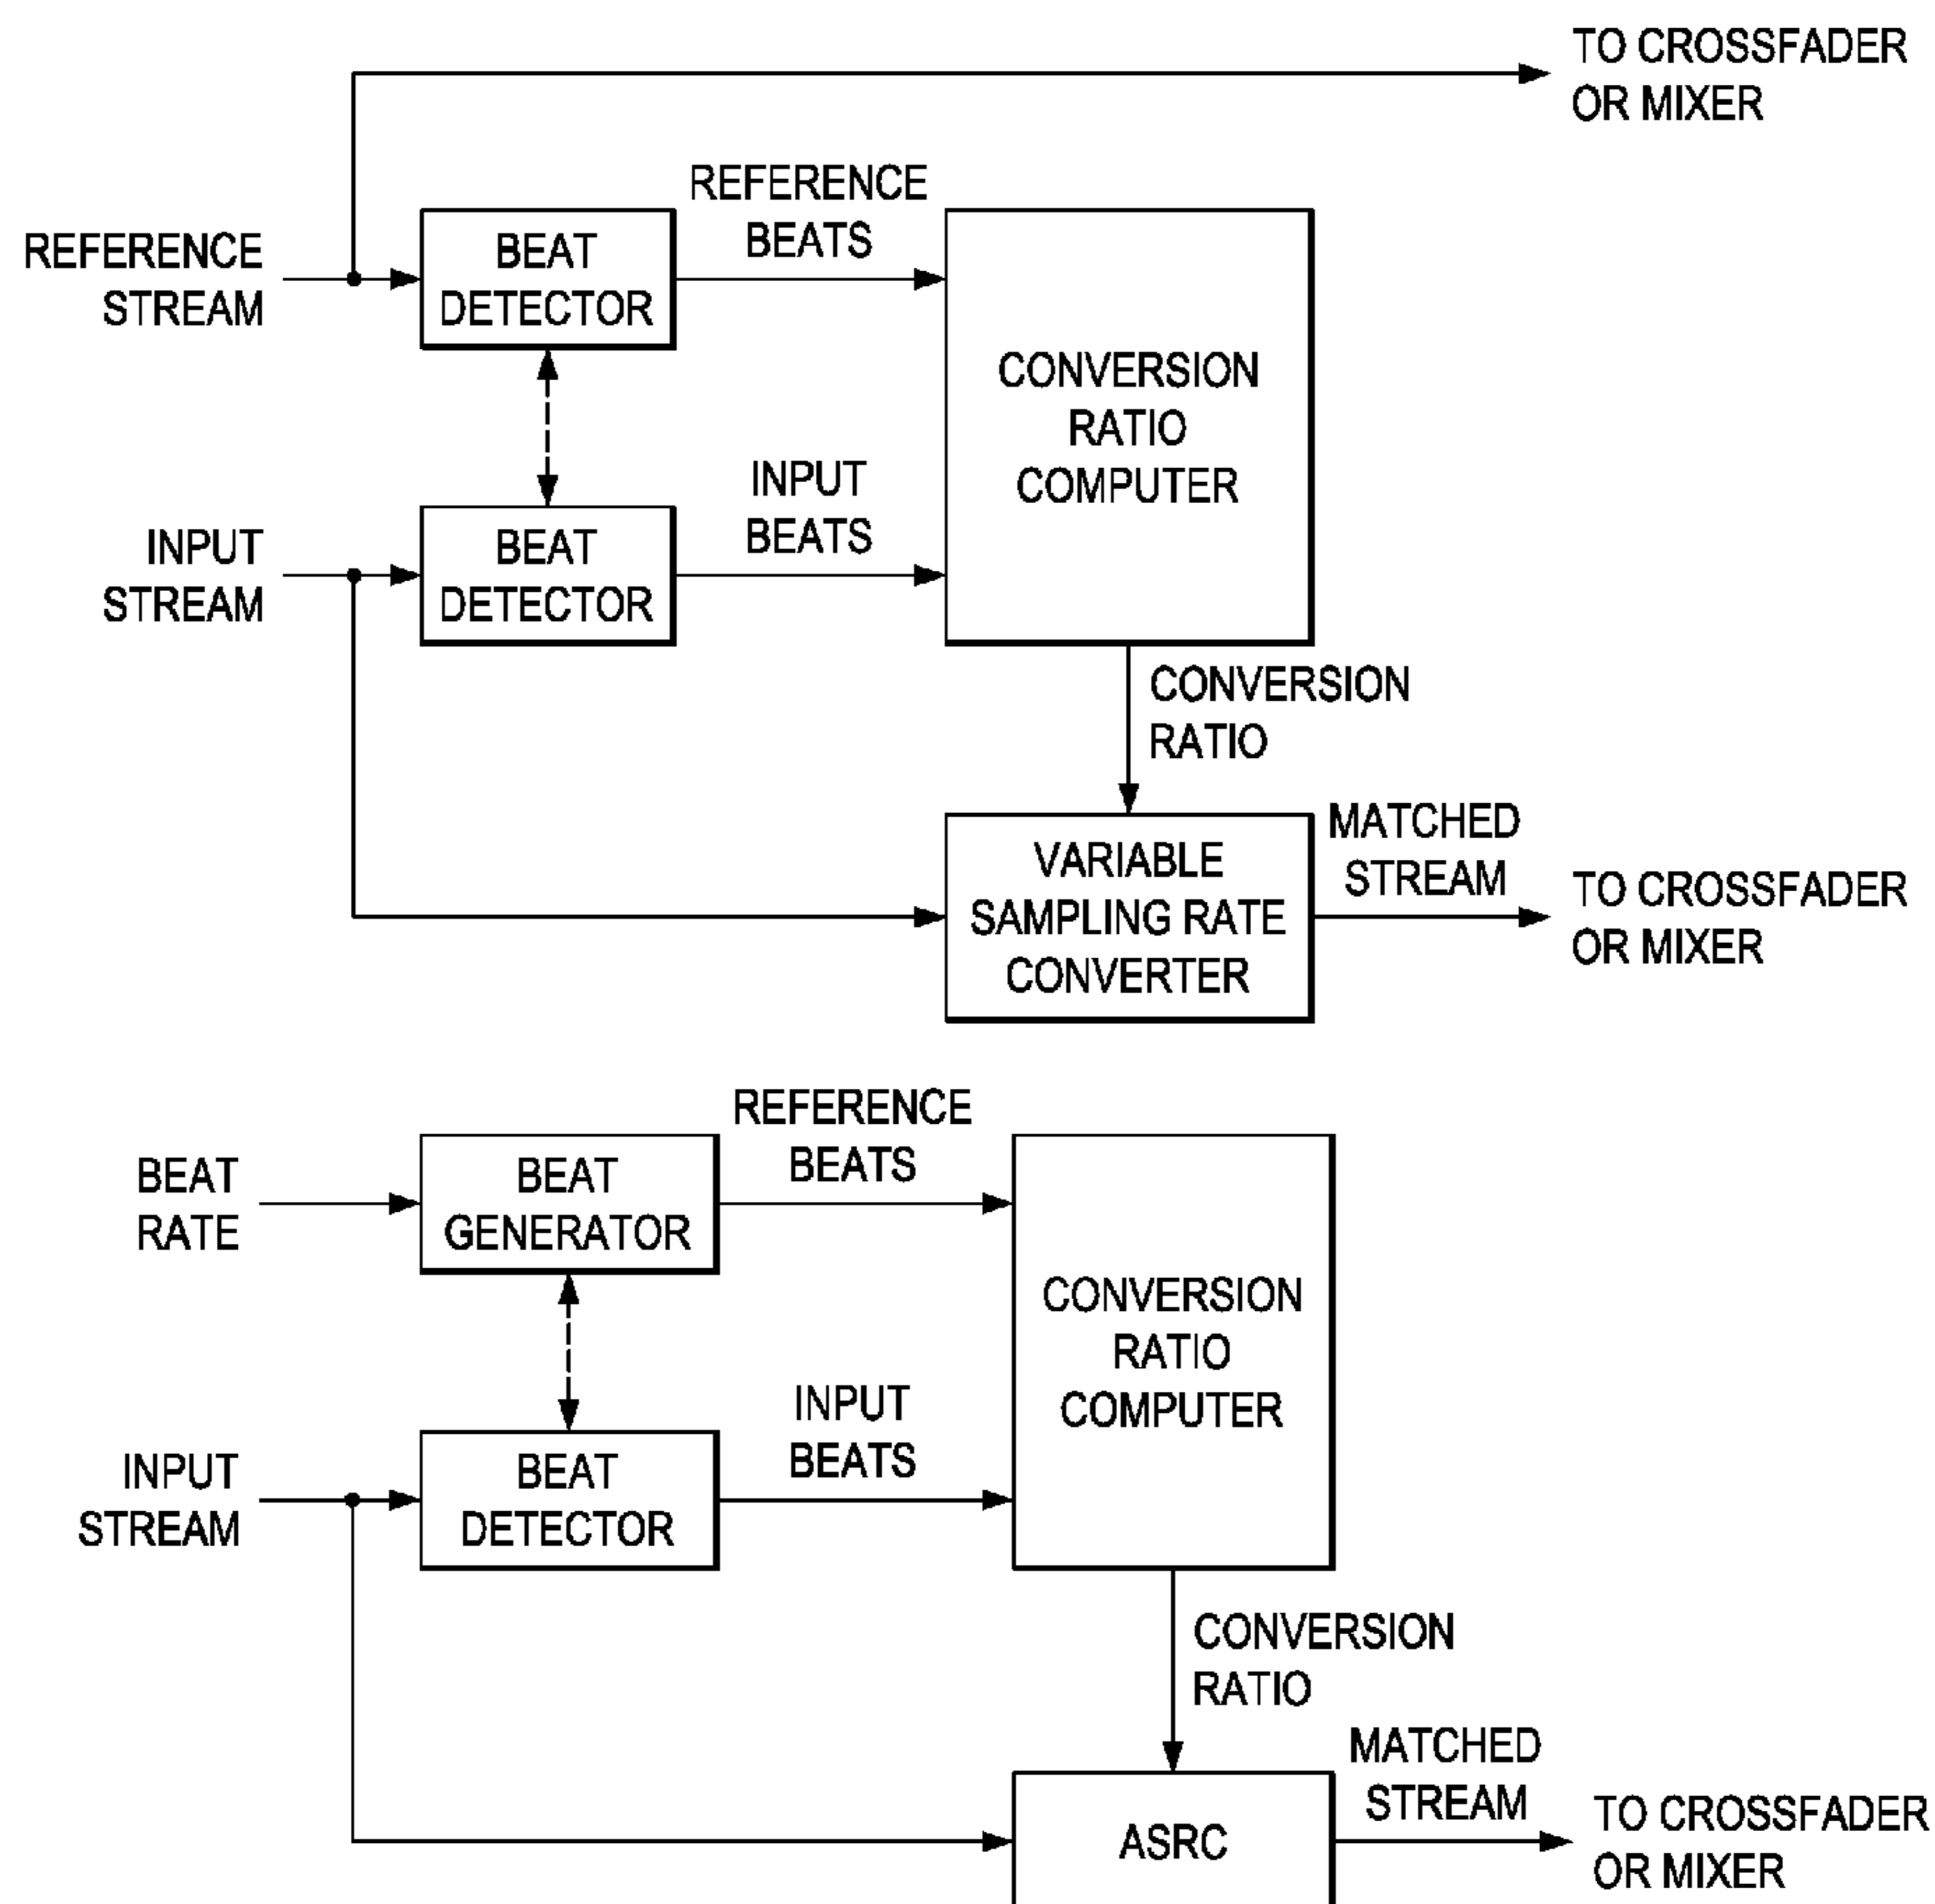 TO CROSSFADER
OR MIXER
REFERENCE
STREAM
BEAT
DETECTOR
REFERENCE
BEATS
CONVERSION
RATIO
COMPUTER
INPUT
STREAM
BEAT
DETECTOR
INPUT
BEATS
CONVERSION
RATIO
VARIABLE
SAMPLING RATE
CONVERTER
MATCHED
STREAM
TO CROSSFADER
OR MIXER
BEAT
RATE
BEAT
GENERATOR
REFERENCE
BEATS
CONVERSION
RATIO
COMPUTER
INPUT
STREAM
BEAT
DETECTOR
INPUT
BEATS
CONVERSION
RATIO
ASRC
MATCHED
STREAM
TO CROSSFADER
OR MIXER